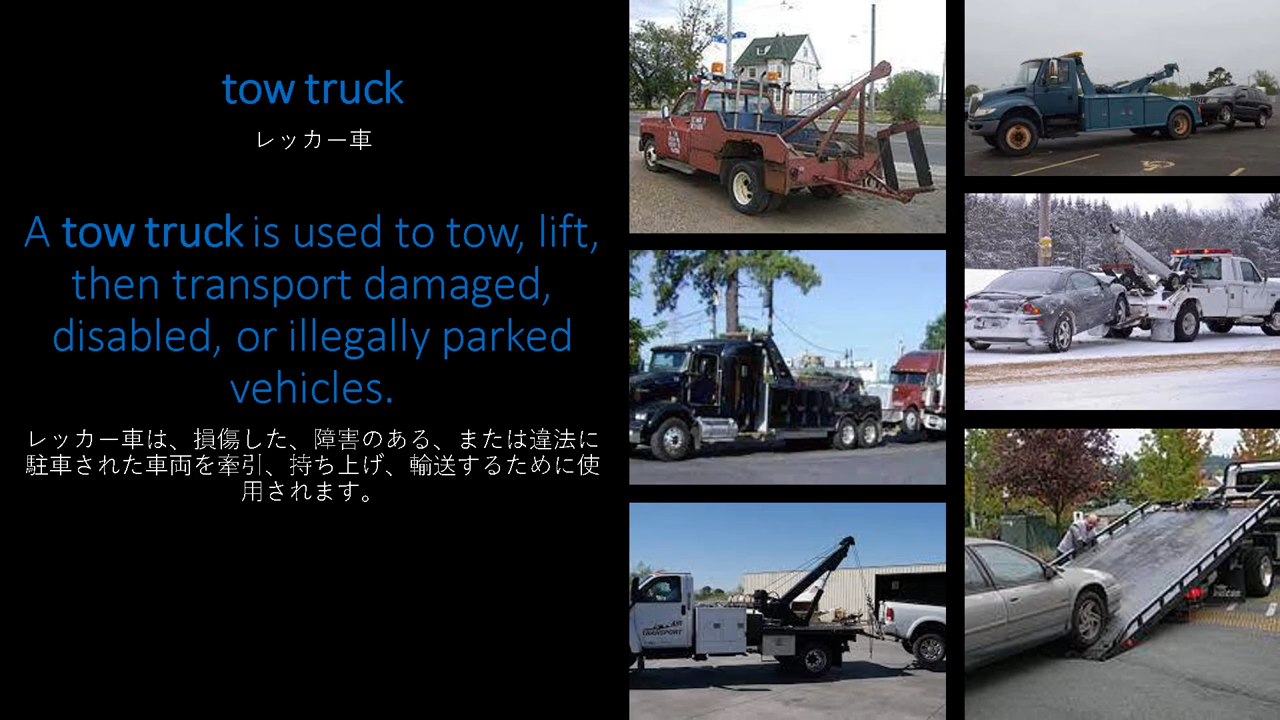 tow truck
レッカー車
A tow truck is used to tow, lift,
then transport damaged,
disabled, or illegally parked
vehicles.
レッカー車は、損傷した、障害のある、または違法に
駐車された車両を牽引、持ち上げ、輸送するために使
用されます。
TRANSPORT